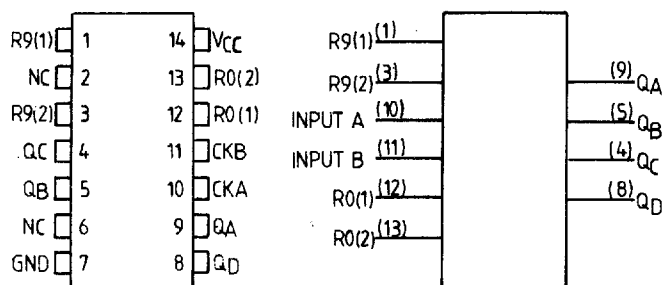 R9(1) 1 14 VCC
NC 2 13 R0(2)
R9(2) 3 12 R0(1)
QC 4 11 CKB
QB 5 10 CKA
NC 6 9 QA
GND 7 8 QD
R9(1) (1)
R9(2) (3)
INPUT A (10)
INPUT B (11)
R0(1) (12)
R0(2) (13)
(9) QA
(5) QB
(4) QC
(8) QD